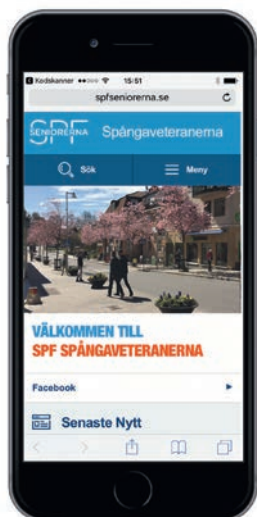 Kodskanner 15:51
spfseniorerna.se
SPF
SENIORERNA
Spångaveteranerna
Sök Meny
VÄLKOMMEN TILL
SPF SPÅNGAVETERANERNA
Facebook
Senaste Nytt